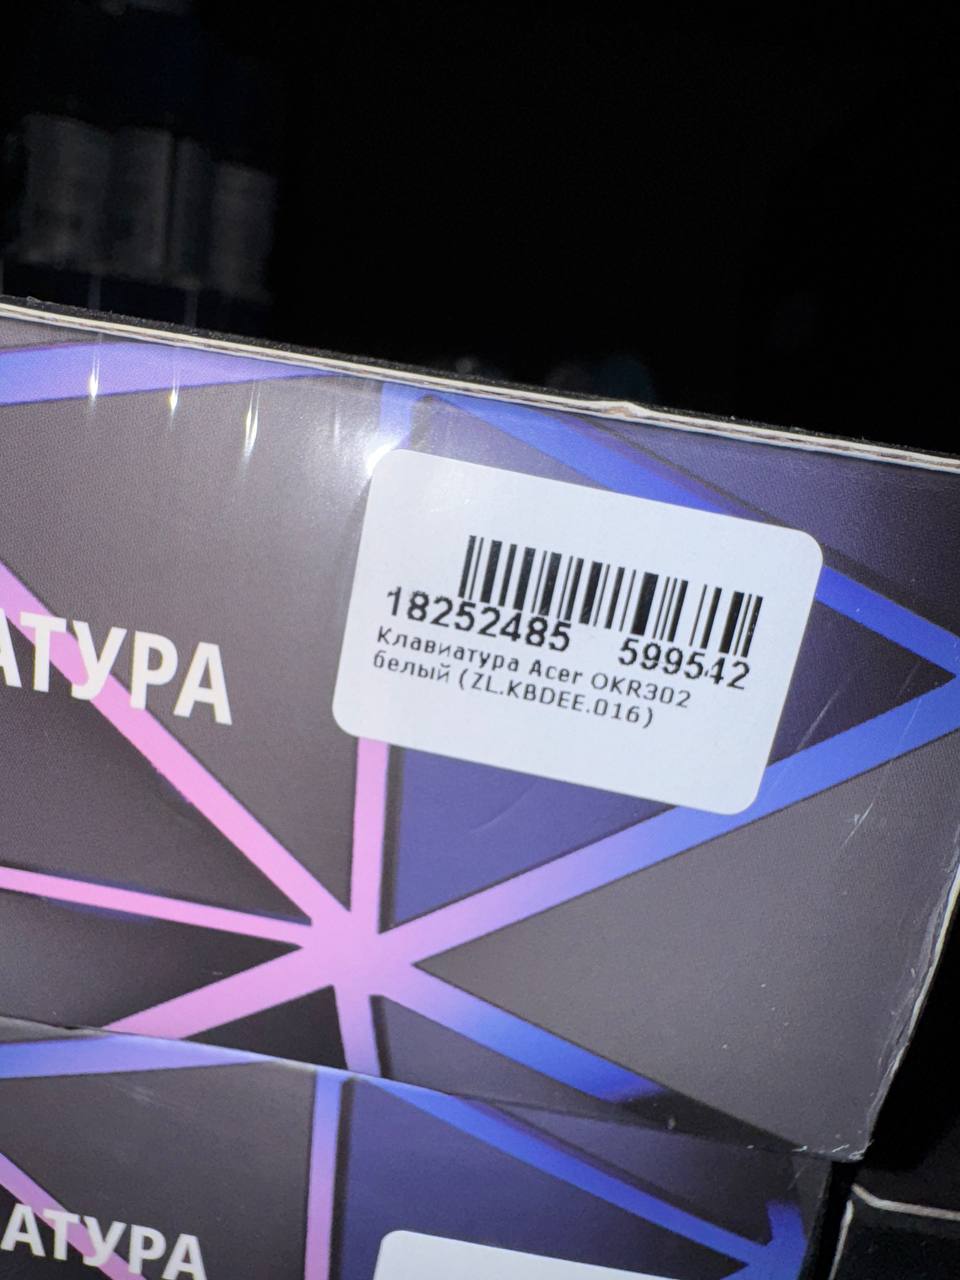 АТУРА
18252485 599542
Клавиатура Acer OKR302
белый (ZL.KBDEE.016)
АТУРА